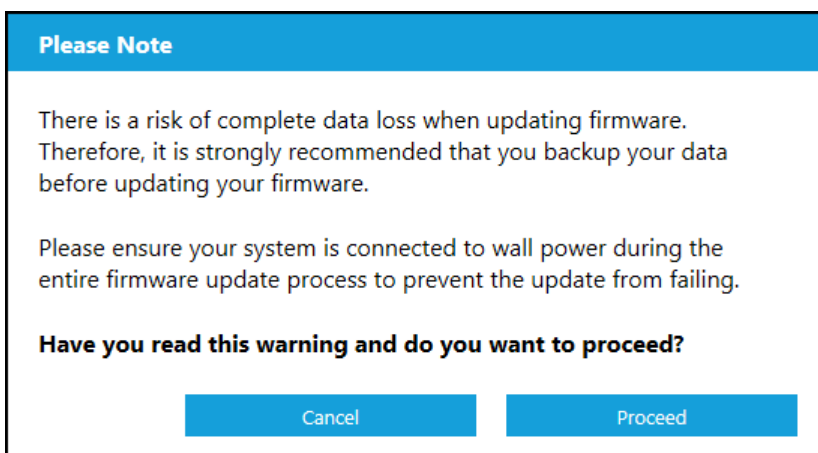 Please Note
There is a risk of complete data loss when updating firmware.
Therefore, it is strongly recommended that you backup your data
before updating your firmware.
Please ensure your system is connected to wall power during the
entire firmware update process to prevent the update from failing.
Have you read this warning and do you want to proceed?
Cancel
Proceed